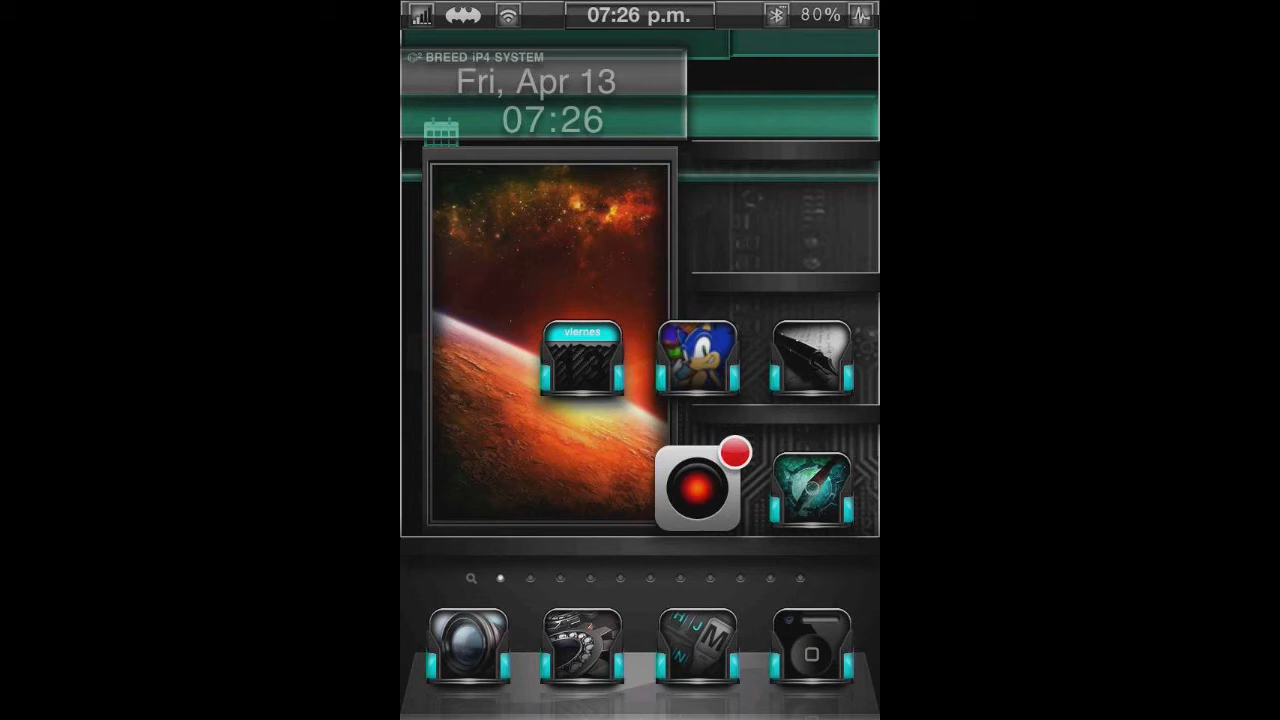 07:26 p.m.
80%
BREED iP4 SYSTEM
Fri, Apr 13
07:26
viernes
H J M
N